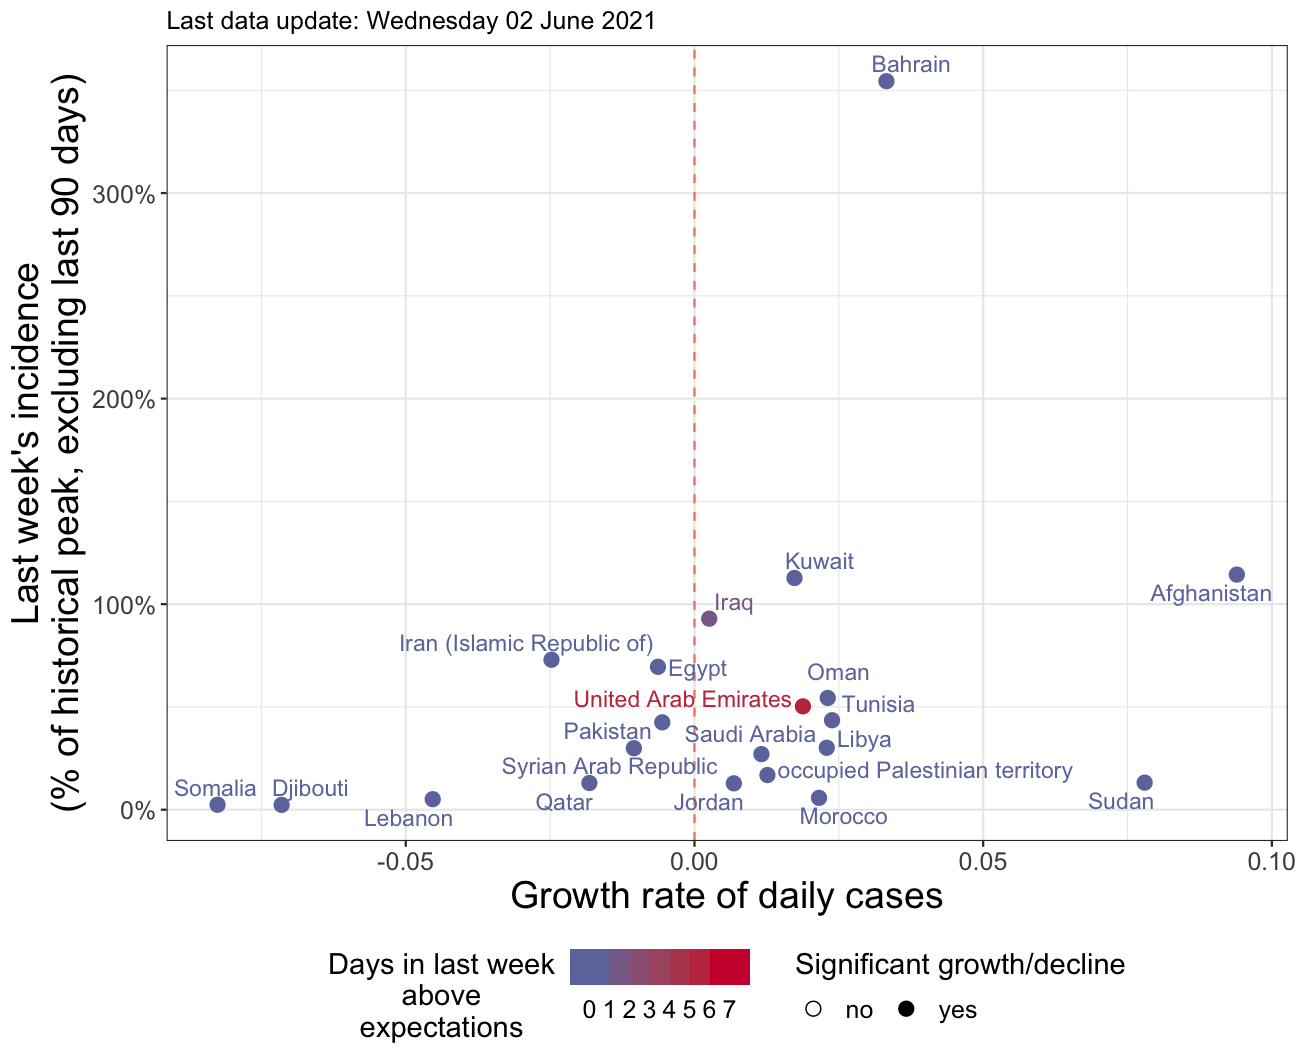 Last data update: Wednesday 02 June 2021
Last week's incidence
(% of historical peak, excluding last 90 days)
300%
200%
100%
0%
Bahrain
Kuwait
Afghanistan
Iraq
Iran (Islamic Republic of)
Egypt
Oman
United Arab Emirates
Tunisia
Pakistan
Saudi Arabia
Libya
Syrian Arab Republic
occupied Palestinian territory
Somalia
Djibouti
Qatar
Jordan
Sudan
Lebanon
Morocco
-0.05
0.00
0.05
0.10
Growth rate of daily cases
Days in last week
above
expectations
0 1 2 3 4 5 6 7
Significant growth/decline
no
yes